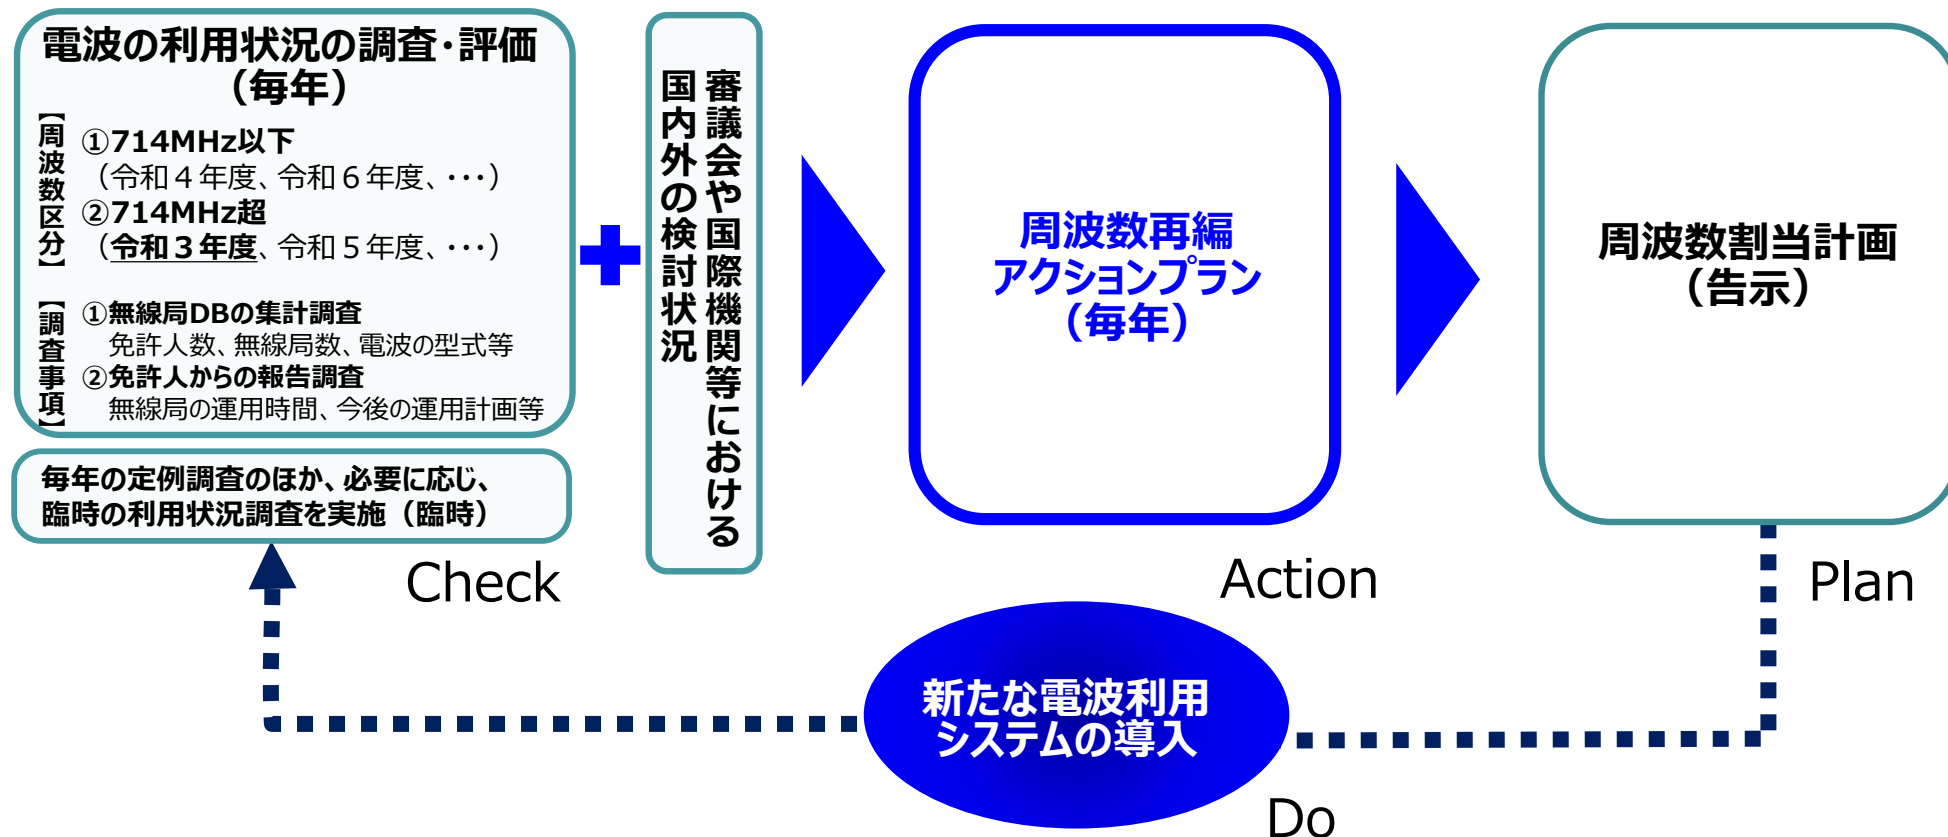 電波の利用状況の調査・評価
（毎年）
【周波数区分】
①714MHz以下
（令和４年度、令和６年度、・・・）
②714MHz超
（令和３年度、令和５年度、・・・）
【調査事項】
①無線局DBの集計調査
免許人数、無線局数、電波の型式等
②免許人からの報告調査
無線局の運用時間、今後の運用計画等
毎年の定例調査のほか、必要に応じ、
臨時の利用状況調査を実施（臨時）
Check
審議会や国際機関等における
国内外の検討状況
周波数再編
アクションプラン
（毎年）
Action
周波数割当計画
（告示）
Plan
新たな電波利用
システムの導入
Do